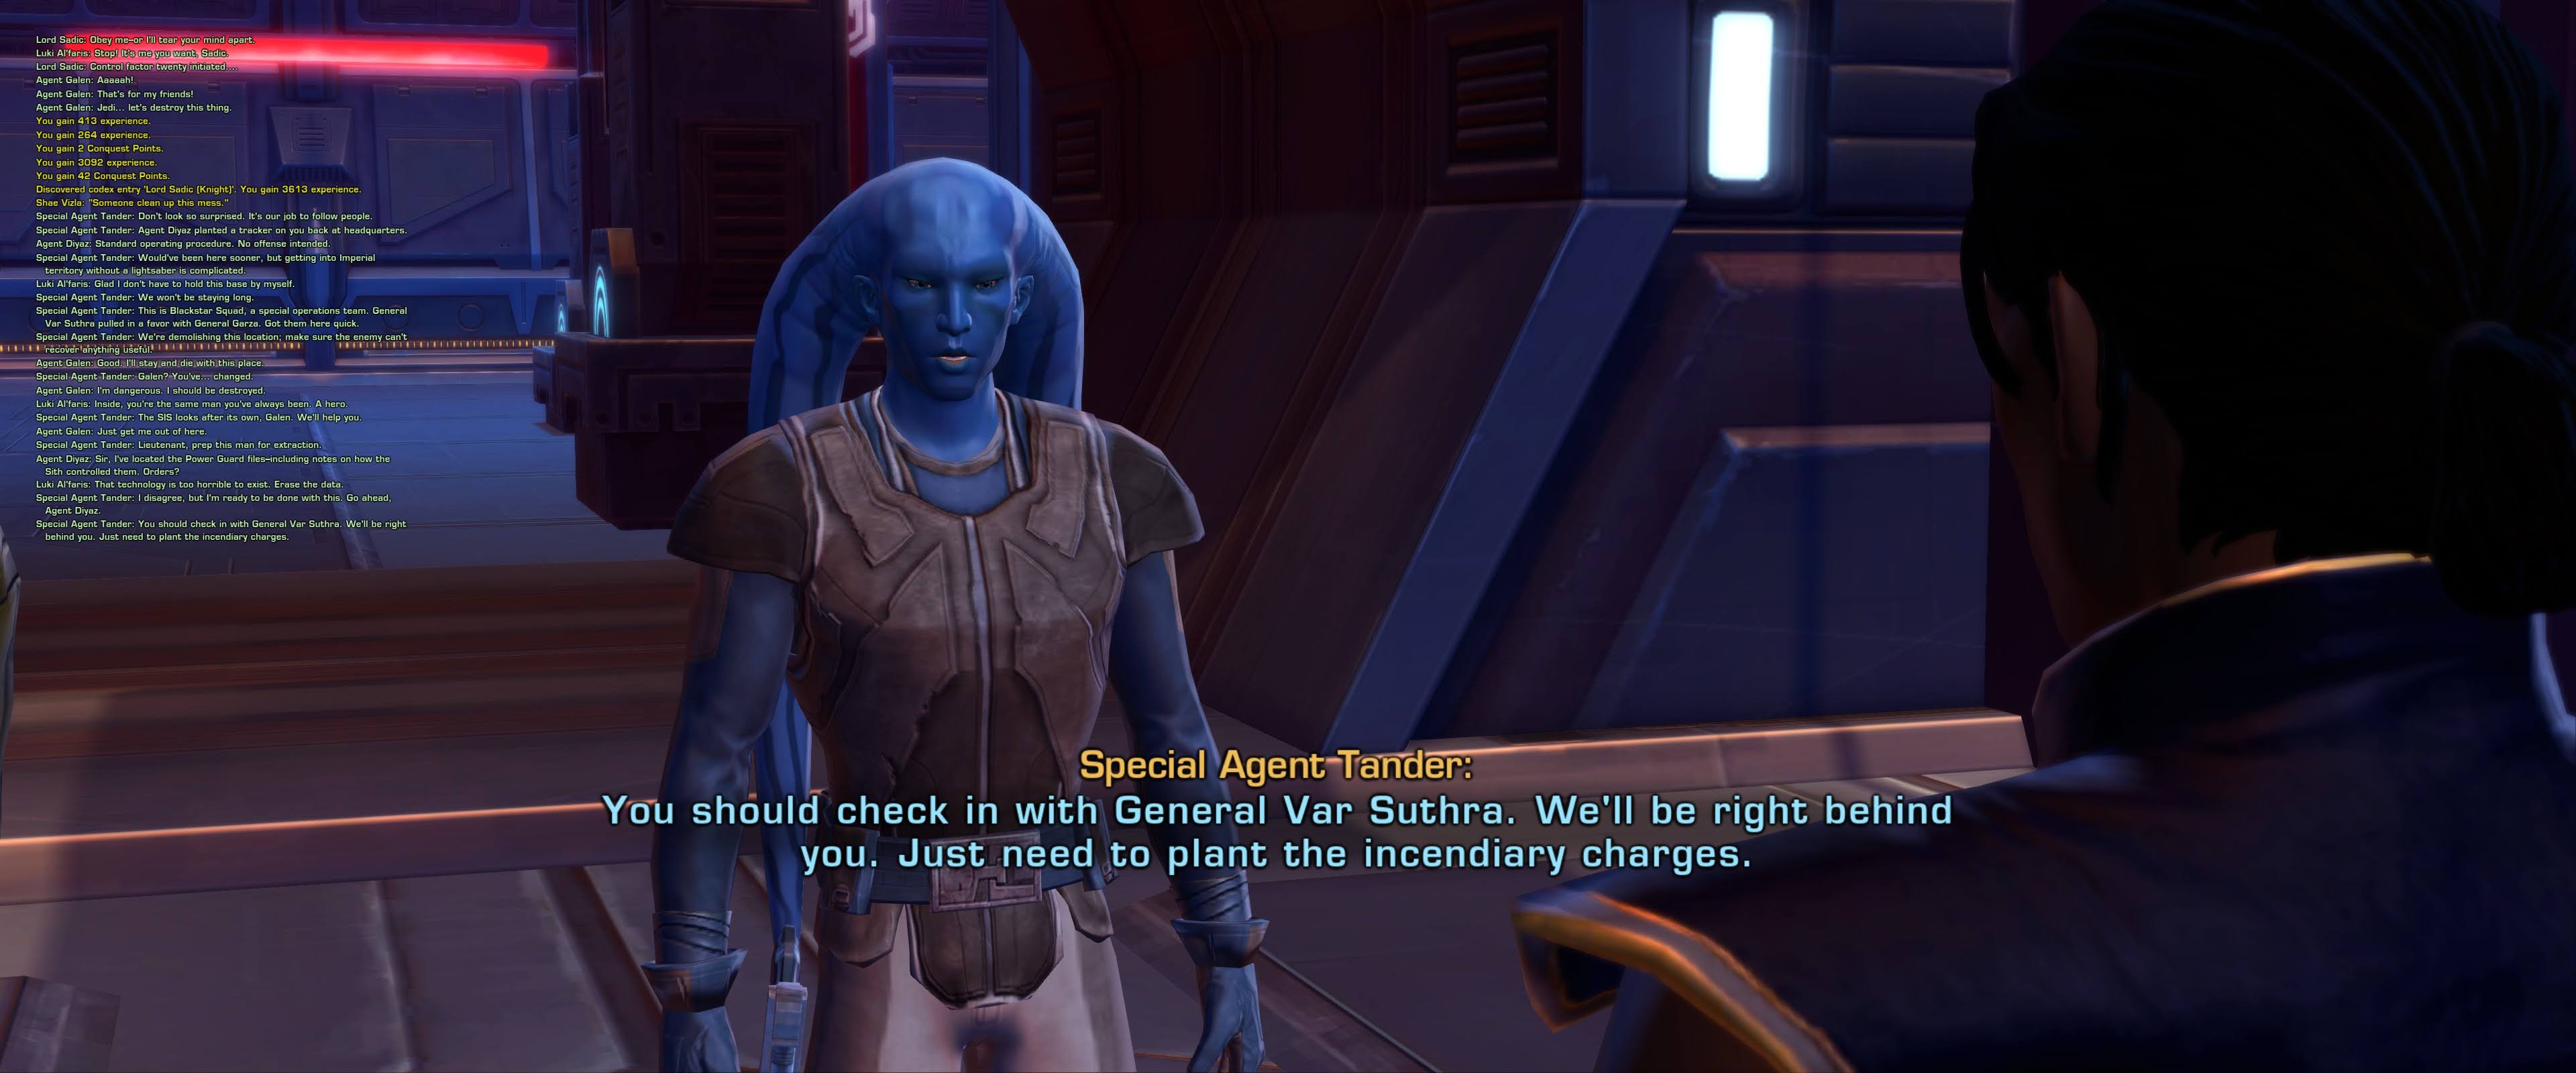 Lord Sadic: Obey me–or I'll tear your mind apart.
Luki Al'faris: Stop! It's me you want, Sadic.
Lord Sadic: Control factor twenty initiated....
Agent Galen: Aaaaah!
Agent Galen: That's for my friends!
Agent Galen: Jedi... let's destroy this thing.
You gain 413 experience.
You gain 264 experience.
You gain 2 Conquest Points.
You gain 3092 experience.
You gain 42 Conquest Points.
Discovered codex entry 'Lord Sadic (Knight)'. You gain 3613 experience.
Shae Vizla: "Someone clean up this mess."
Special Agent Tander: Don't look so surprised. It's our job to follow people.
Special Agent Tander: Agent Diyaz planted a tracker on you back at headquarters.
Agent Diyaz: Standard operating procedure. No offense intended.
Special Agent Tander: Would've been here sooner, but getting into Imperial
territory without a lightsaber is complicated.
Luki Al'faris: Glad I don't have to hold this base by myself.
Special Agent Tander: We won't be staying long.
Special Agent Tander: This is Blackstar Squad, a special operations team. General
Var Suthra pulled in a favor with General Garza. Got them here quick.
Special Agent Tander: We're demolishing this location; make sure the enemy can't
recover anything useful.
Agent Galen: Good. I'll stay and die with this place.
Special Agent Tander: Galen? You've... changed.
Agent Galen: I'm dangerous. I should be destroyed.
Luki Al'faris: Inside, you're the same man you've always been. A hero.
Special Agent Tander: The SIS looks after its own, Galen. We'll help you.
Agent Galen: Just get me out of here.
Special Agent Tander: Lieutenant, prep this man for extraction.
Agent Diyaz: Sir, I've located the Power Guard files–including notes on how the
Sith controlled them. Orders?
Luki Al'faris: That technology is too horrible to exist. Erase the data.
Special Agent Tander: I disagree, but I'm ready to be done with this. Go ahead,
Agent Diyaz.
Special Agent Tander: You should check in with General Var Suthra. We'll be right
behind you. Just need to plant the incendiary charges.
Special Agent Tander:
You should check in with General Var Suthra. We'll be right behind
you. Just need to plant the incendiary charges.